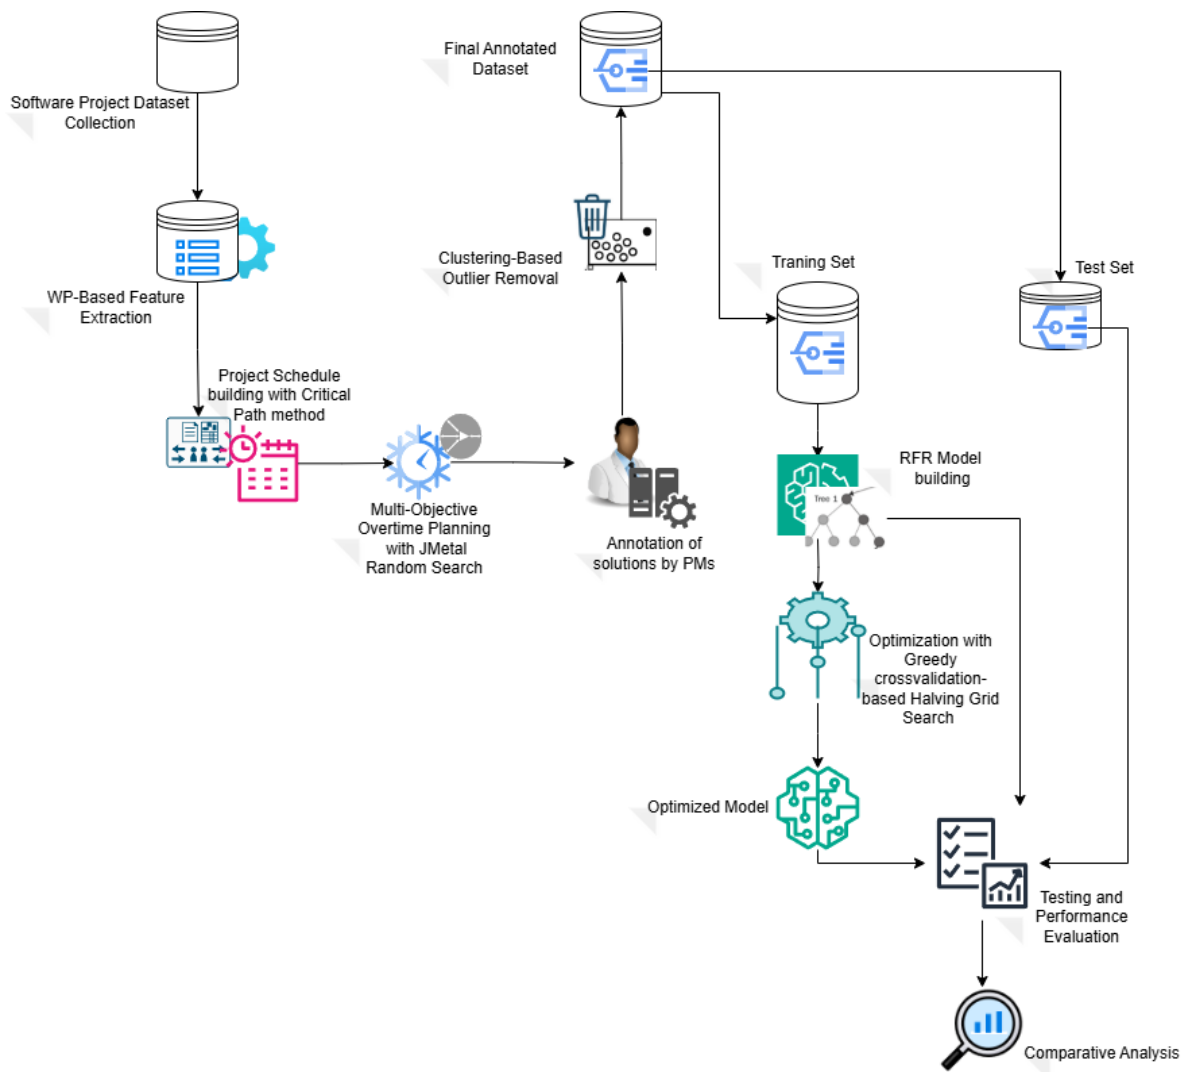 Software Project Dataset
Collection
WP-Based Feature
Extraction
Project Schedule
building with Critical
Path method
Multi-Objective
Overtime Planning
with JMetal
Random Search
Annotation of
solutions by PMs
Clustering-Based
Outlier Removal
Final Annotated
Dataset
Traning Set
Test Set
RFR Model
building
Tree 1
Optimization with
Greedy
crossvalidation-
based Halving Grid
Search
Optimized Model
Testing and
Performance
Evaluation
Comparative Analysis